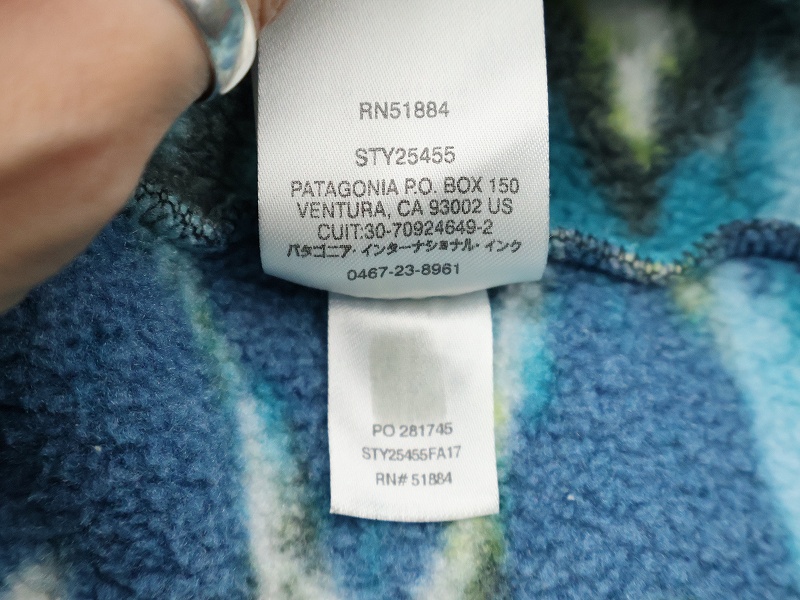 RN51884
STY25455
PATAGONIA P.O. BOX 150
VENTURA, CA 93002 US
CUIT:30-70924649-2
パタゴニア・インターナショナル・インク
0467-23-8961
PO 281745
STY25455FA17
RN# 51884